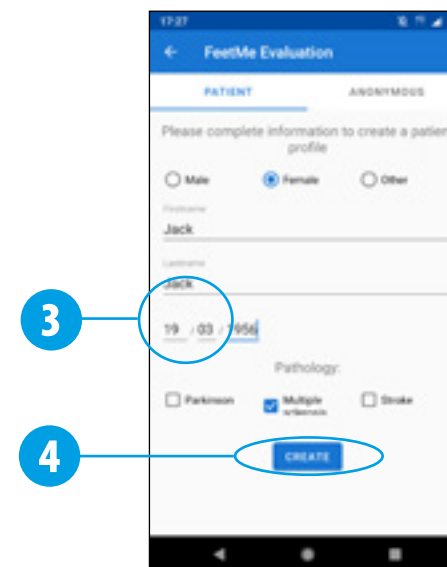 17:27
FeetMe Evaluation
PATIENT ANONYMOUS
Please complete information to create a patien
profile
Male Female Other
Firstname
Jack
Lastname
Jack
3
19 / 03 / 1956
Pathology:
Parkinson Multiple sclerosis Stroke
4
CREATE